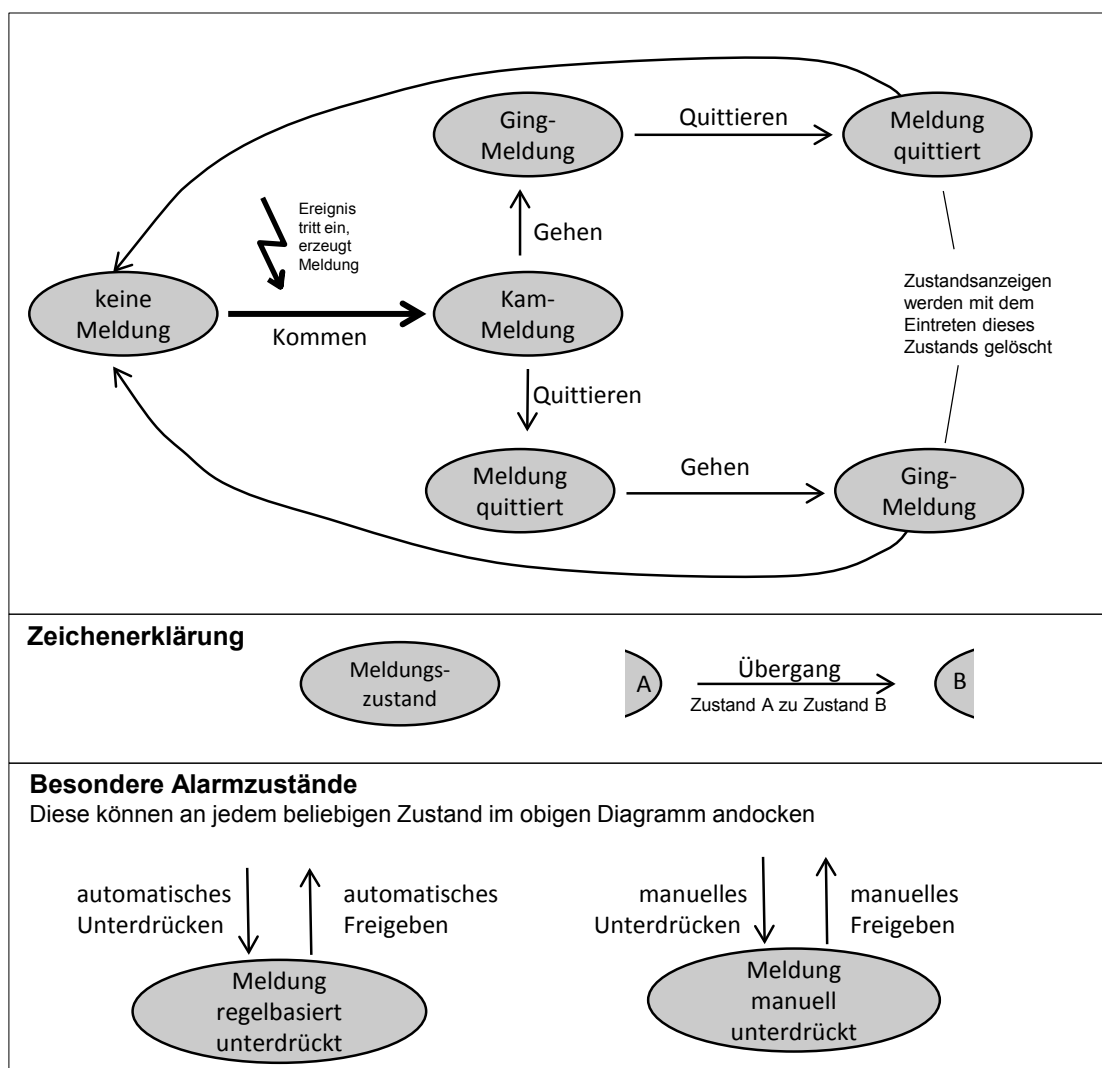 Ging-
Meldung
Quittieren
Meldung
quittiert
Ereignis
tritt ein,
erzeugt
Meldung
Gehen
keine
Meldung
Kommen
Kam-
Meldung
Zustandsanzeigen
werden mit dem
Eintreten dieses
Zustands gelöscht
Quittieren
Meldung
quittiert
Gehen
Ging-
Meldung
Zeichenerklärung
Meldungs-
zustand
A
Übergang
Zustand A zu Zustand B
B
Besondere Alarmzustände
Diese können an jedem beliebigen Zustand im obigen Diagramm andocken
automatisches
Unterdrücken
automatisches
Freigeben
manuelles
Unterdrücken
manuelles
Freigeben
Meldung
regelbasiert
unterdrückt
Meldung
manuell
unterdrückt